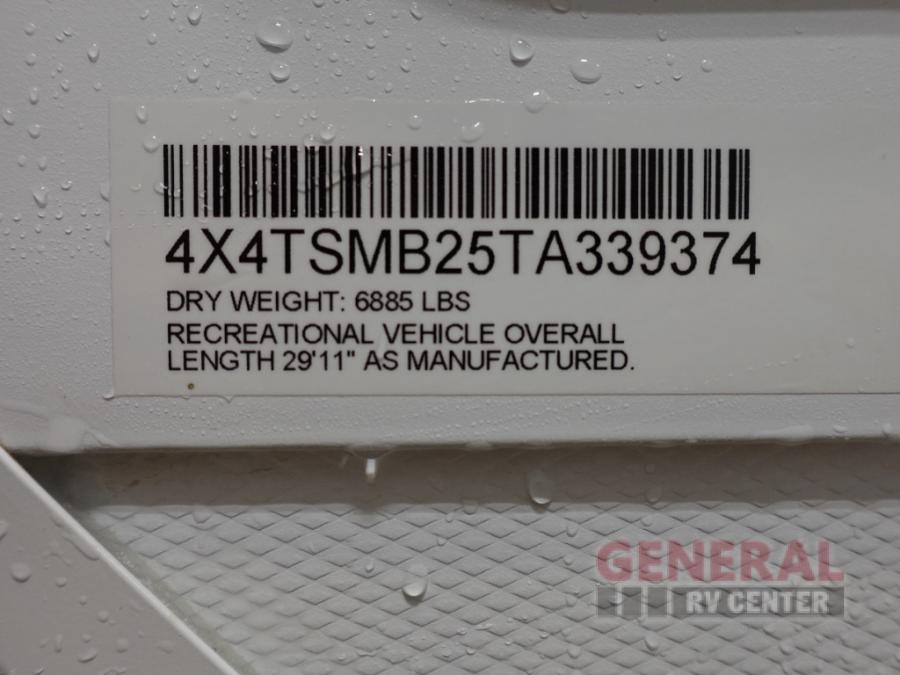 4X4TSMB25TA339374
DRY WEIGHT: 6885 LBS
RECREATIONAL VEHICLE OVERALL
LENGTH 29'11" AS MANUFACTURED.
GENERAL
RV CENTER